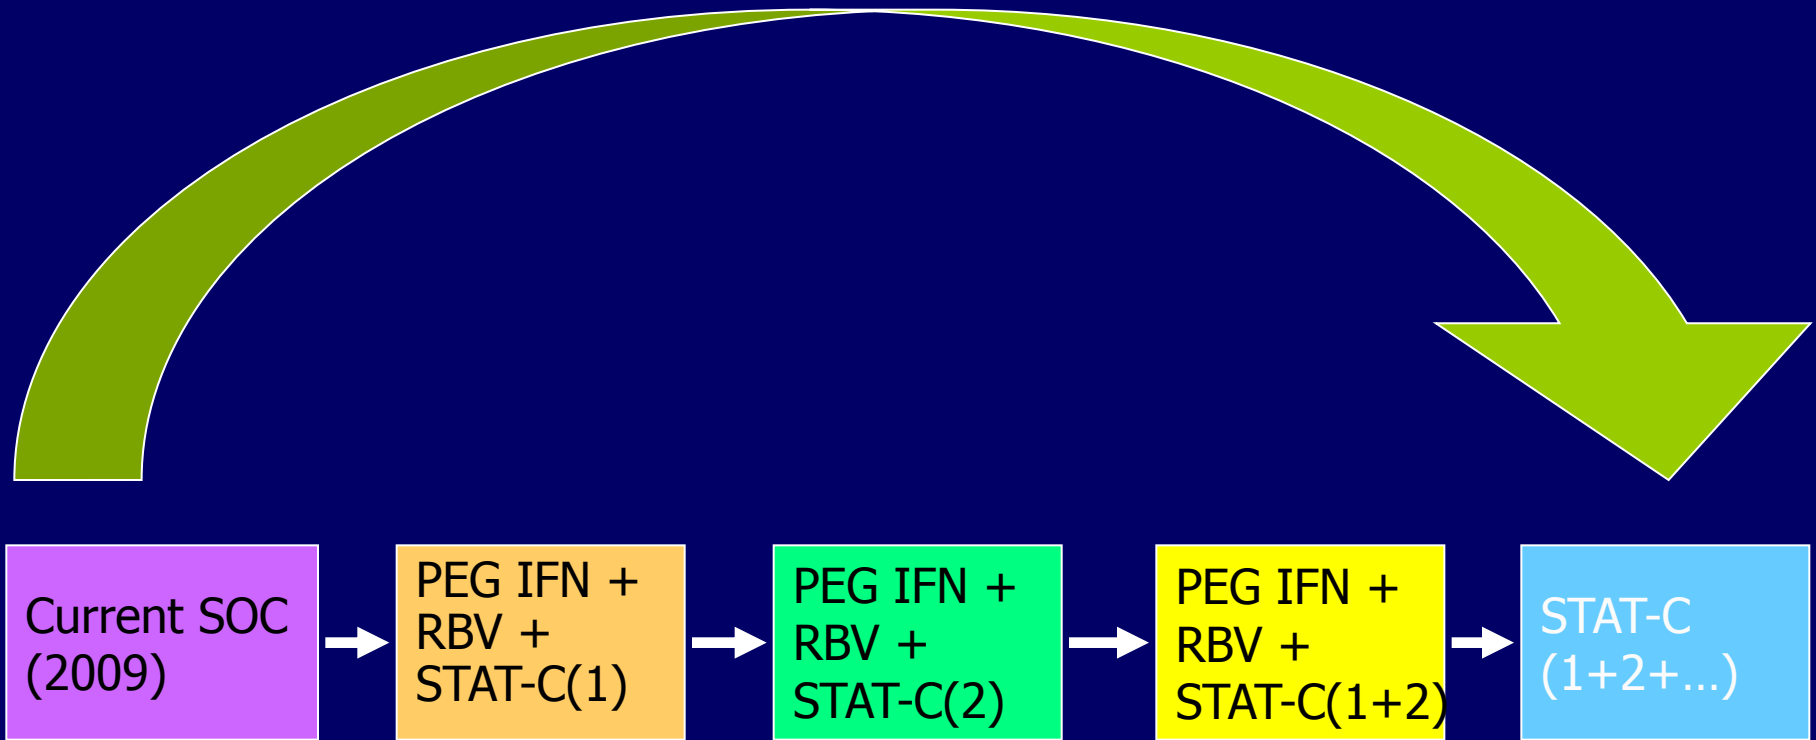 Current SOC
(2009)
PEG IFN +
RBV +
STAT-C(1)
PEG IFN +
RBV +
STAT-C(2)
PEG IFN +
RBV +
STAT-C(1+2)
STAT-C
(1+2+…)